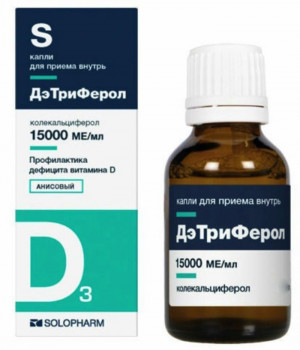 S
капли
для приема внутрь
ДэТриФерол
колекальциферол
15000 МЕ/мл
Профилактика
дефицита витамина D
АНИСОВЫЙ
D3
SOLOPHARM
капли для приема внутрь
ДэТриФерол
15000 МЕ/мл
колекальциферол